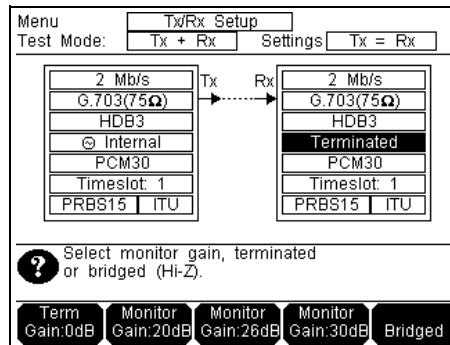 Menu Tx/Rx Setup
Test Mode: Tx + Rx Settings Tx = Rx
2 Mb/s Tx Rx 2 Mb/s
G.703(75Ω) G.703(75Ω)
HDB3 HDB3
Internal Terminated
PCM30 PCM30
Timeslot: 1 Timeslot: 1
PRBS15 ITU PRBS15 ITU
? Select monitor gain, terminated
or bridged (Hi-Z).
Term Monitor Monitor Monitor
Gain:0dB Gain:20dB Gain:26dB Gain:30dB Bridged